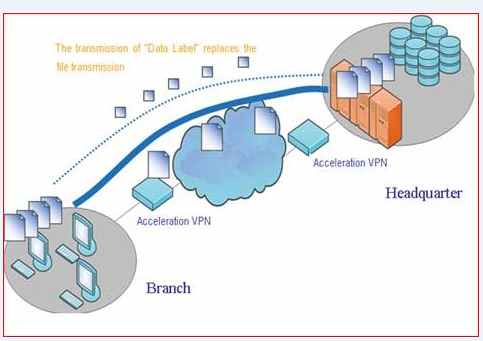 The transmission of "Data Label" replaces the
file transmission
Acceleration VPN
Headquarter
Acceleration VPN
Branch